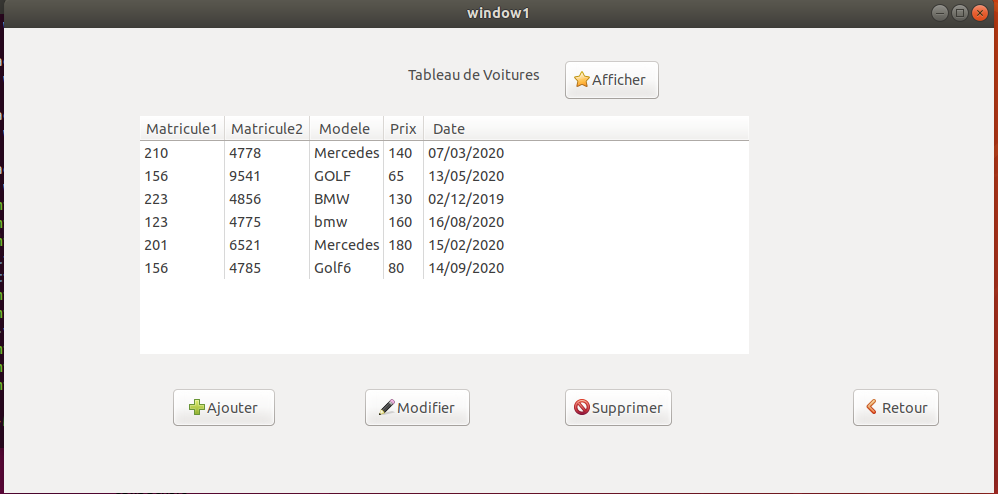 window1
Tableau de Voitures Afficher
Matricule1 Matricule2 Modele Prix Date
210 4778 Mercedes 140 07/03/2020
156 9541 GOLF 65 13/05/2020
223 4856 BMW 130 02/12/2019
123 4775 bmw 160 16/08/2020
201 6521 Mercedes 180 15/02/2020
156 4785 Golf6 80 14/09/2020
Ajouter Modifier Supprimer Retour